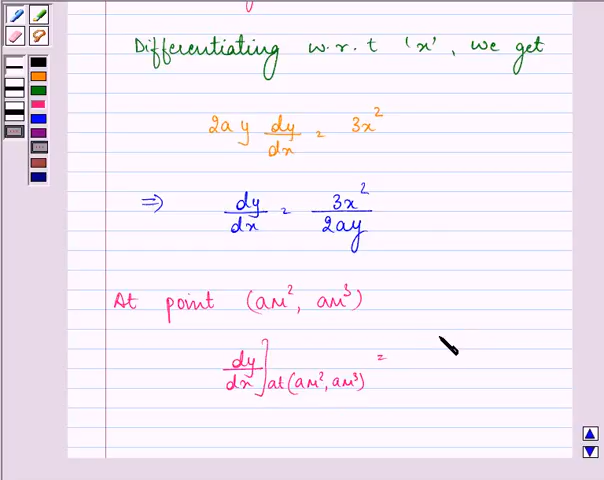 Differentiating w.r.t 'x', we get
2ay dy/dx = 3x²
⇒ dy/dx = 3x²/2ay
At point (am², am³)
dy/dx]at (am², am³) =